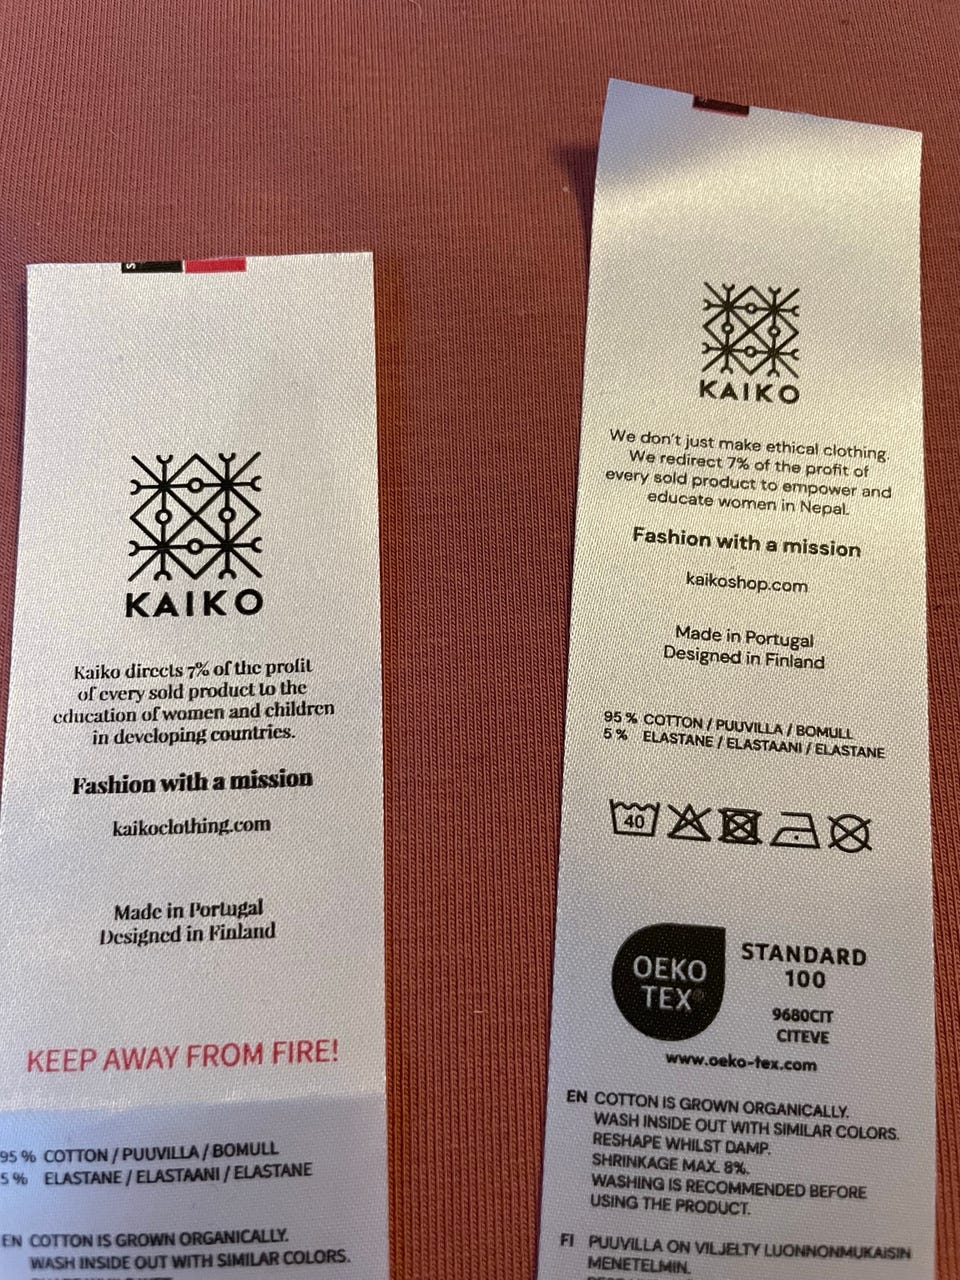 KAIKO
Kaiko directs 7% of the profit
of every sold product to the
education of women and children
in developing countries.
Fashion with a mission
kaikoclothing.com
Made in Portugal
Designed in Finland
KEEP AWAY FROM FIRE!
95 % COTTON / PUUVILLA / BOMULL
5 % ELASTANE / ELASTAANI / ELASTANE
EN COTTON IS GROWN ORGANICALLY.
WASH INSIDE OUT WITH SIMILAR COLORS.
KAIKO
We don't just make ethical clothing.
We redirect 7% of the profit of
every sold product to empower and
educate women in Nepal.
Fashion with a mission
kaikoshop.com
Made in Portugal
Designed in Finland
95 % COTTON / PUUVILLA / BOMULL
5 % ELASTANE / ELASTAANI / ELASTANE
40
OEKO
TEX®
STANDARD
100
9680CIT
CITEVE
www.oeko-tex.com
EN COTTON IS GROWN ORGANICALLY.
WASH INSIDE OUT WITH SIMILAR COLORS.
RESHAPE WHILST DAMP.
SHRINKAGE MAX. 8%.
WASHING IS RECOMMENDED BEFORE
USING THE PRODUCT.
FI PUUVILLA ON VILJELTY LUONNONMUKAISIN
MENETELMIN.